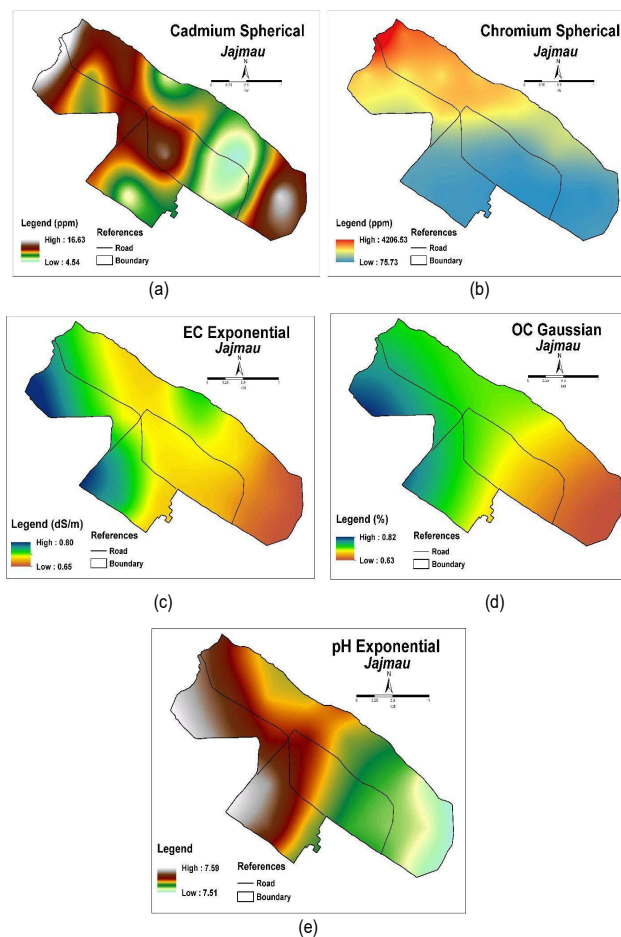 Cadmium Spherical
Jajmau
N
Legend (ppm)
High : 16.63
Low : 4.54
References
Road
Boundary
(a)
Chromium Spherical
Jajmau
N
Legend (ppm)
High : 4206.53
Low : 75.73
References
Road
Boundary
(b)
EC Exponential
Jajmau
N
Legend (dS/m)
High : 0.80
Low : 0.65
References
Road
Boundary
(c)
OC Gaussian
Jajmau
N
Legend (%)
High : 0.82
Low : 0.63
References
Road
Boundary
(d)
pH Exponential
Jajmau
N
Legend
High : 7.59
Low : 7.51
References
Road
Boundary
(e)